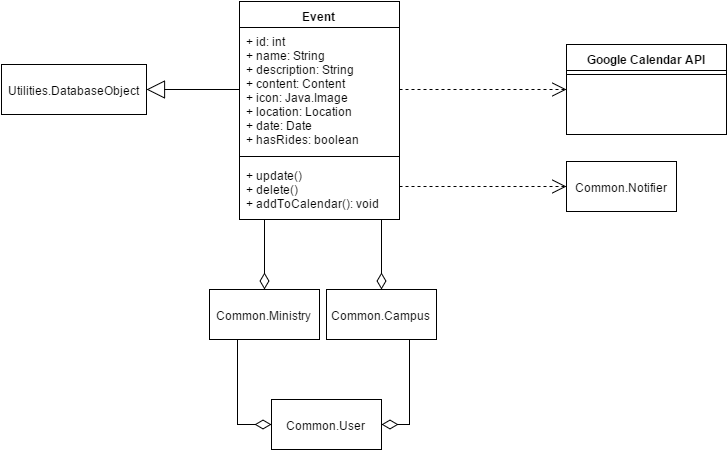 Event
+ id: int
+ name: String
+ description: String
+ content: Content
+ icon: Java.Image
+ location: Location
+ date: Date
+ hasRides: boolean
+ update()
+ delete()
+ addToCalendar(): void
Utilities.DatabaseObject
Google Calendar API
Common.Notifier
Common.Ministry
Common.Campus
Common.User